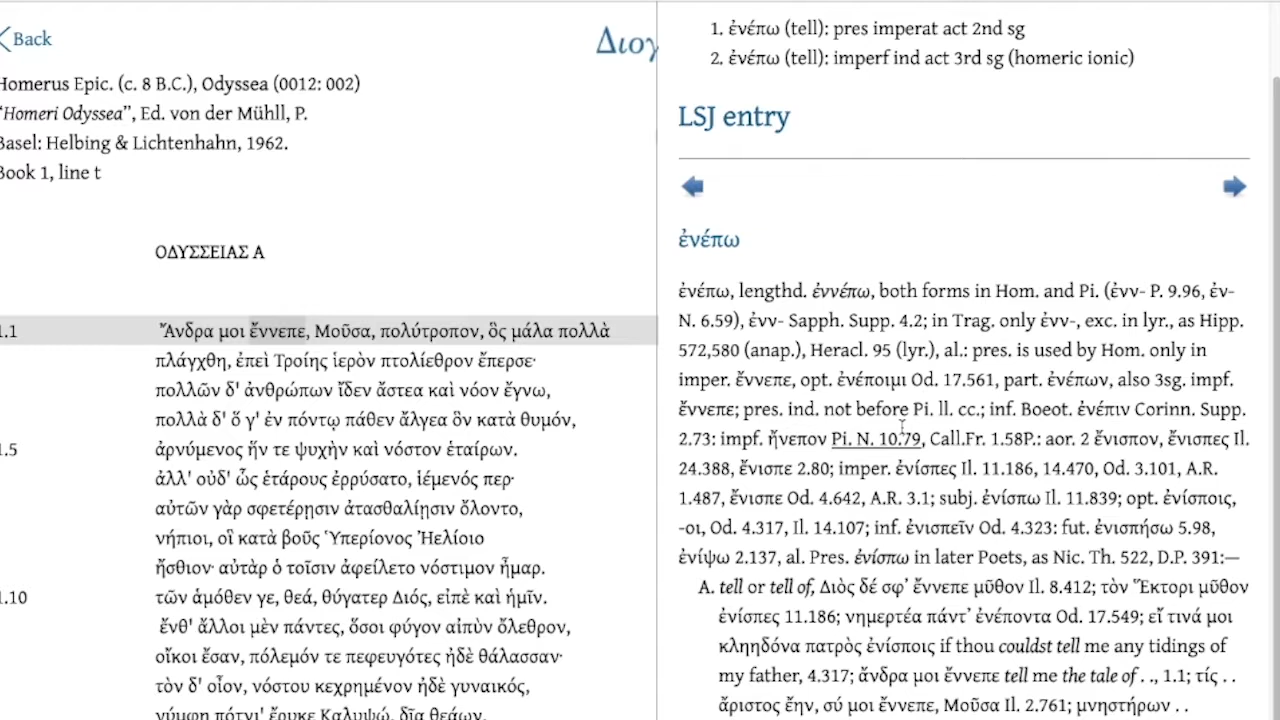 Back
Διογ
Homerus Epic. (c. 8 B.C.), Odyssea (0012: 002)
"Homeri Odyssea", Ed. von der Mühll, P.
Basel: Helbing & Lichtenhahn, 1962.
Book 1, line t
ΟΔΥΣΣΕΙΑΣ Α
1.1 Ἄνδρα μοι ἔννεπε, Μοῦσα, πολύτροπον, ὃς μάλα πολλὰ
πλάγχθη, ἐπεὶ Τροίης ἱερὸν πτολίεθρον ἔπερσε·
πολλῶν δ' ἀνθρώπων ἴδεν ἄστεα καὶ νόον ἔγνω,
πολλὰ δ' ὅ γ' ἐν πόντῳ πάθεν ἄλγεα ὃν κατὰ θυμόν,
1.5 ἀρνύμενος ἥν τε ψυχὴν καὶ νόστον ἑταίρων.
ἀλλ' οὐδ' ὧς ἑτάρους ἐρρύσατο, ἱέμενός περ·
αὐτῶν γὰρ σφετέρῃσιν ἀτασθαλίῃσιν ὄλοντο,
νήπιοι, οἳ κατὰ βοῦς Ὑπερίονος Ἠελίοιο
ἤσθιον· αὐτὰρ ὁ τοῖσιν ἀφείλετο νόστιμον ἦμαρ.
1.10 τῶν ἁμόθεν γε, θεά, θύγατερ Διός, εἰπὲ καὶ ἡμῖν.
ἔνθ' ἄλλοι μὲν πάντες, ὅσοι φύγον αἰπὺν ὄλεθρον,
οἴκοι ἔσαν, πόλεμόν τε πεφευγότες ἠδὲ θάλασσαν·
τὸν δ' οἶον, νόστου κεχρημένον ἠδὲ γυναικός,
νύμφη πότνι' ἔρυκε Καλυψώ, δῖα θεάων,
1. ἐνέπω (tell): pres imperat act 2nd sg
2. ἐνέπω (tell): imperf ind act 3rd sg (homeric ionic)
LSJ entry
ἐνέπω
ἐνέπω, lengthd. ἐννέπω, both forms in Hom. and Pi. (ἐνν- P. 9.96, ἐν-
N. 6.59), ἐνν- Sapph. Supp. 4.2; in Trag. only ἐνν-, exc. in lyr., as Hipp.
572,580 (anap.), Heracl. 95 (lyr.), al.: pres. is used by Hom. only in
imper. ἔννεπε, opt. ἐνέποιμι Od. 17.561, part. ἐνέπων, also 3sg. impf.
ἔννεπε; pres. ind. not before Pi. ll. cc.; inf. Boeot. ἐνέπιν Corinn. Supp.
2.73: impf. ἤνεπον Pi. N. 10.79, Call.Fr. 1.58P.: aor. 2 ἔνισπον, ἔνισπες Il.
24.388, ἔνισπε 2.80; imper. ἐνίσπες Il. 11.186, 14.470, Od. 3.101, A.R.
1.487, ἔνισπε Od. 4.642, A.R. 3.1; subj. ἐνίσπω Il. 11.839; opt. ἐνίσποις,
-οι, Od. 4.317, Il. 14.107; inf. ἐνισπεῖν Od. 4.323: fut. ἐνισπήσω 5.98,
ἐνίψω 2.137, al. Pres. ἐνίσπω in later Poets, as Nic. Th. 522, D.P. 391:—
A. tell or tell of, Διὸς δέ σφ' ἔννεπε μῦθον Il. 8.412; τὸν Ἕκτορι μῦθον
ἐνίσπες 11.186; νημερτέα πάντ' ἐνέποντα Od. 17.549; εἴ τινά μοι
κληηδόνα πατρὸς ἐνίσποις if thou couldst tell me any tidings of
my father, 4.317; ἄνδρα μοι ἔννεπε tell me the tale of . ., 1.1; τίς . .
ἄριστος ἔην, σύ μοι ἔννεπε, Μοῦσα Il. 2.761; μνηστήρων . .